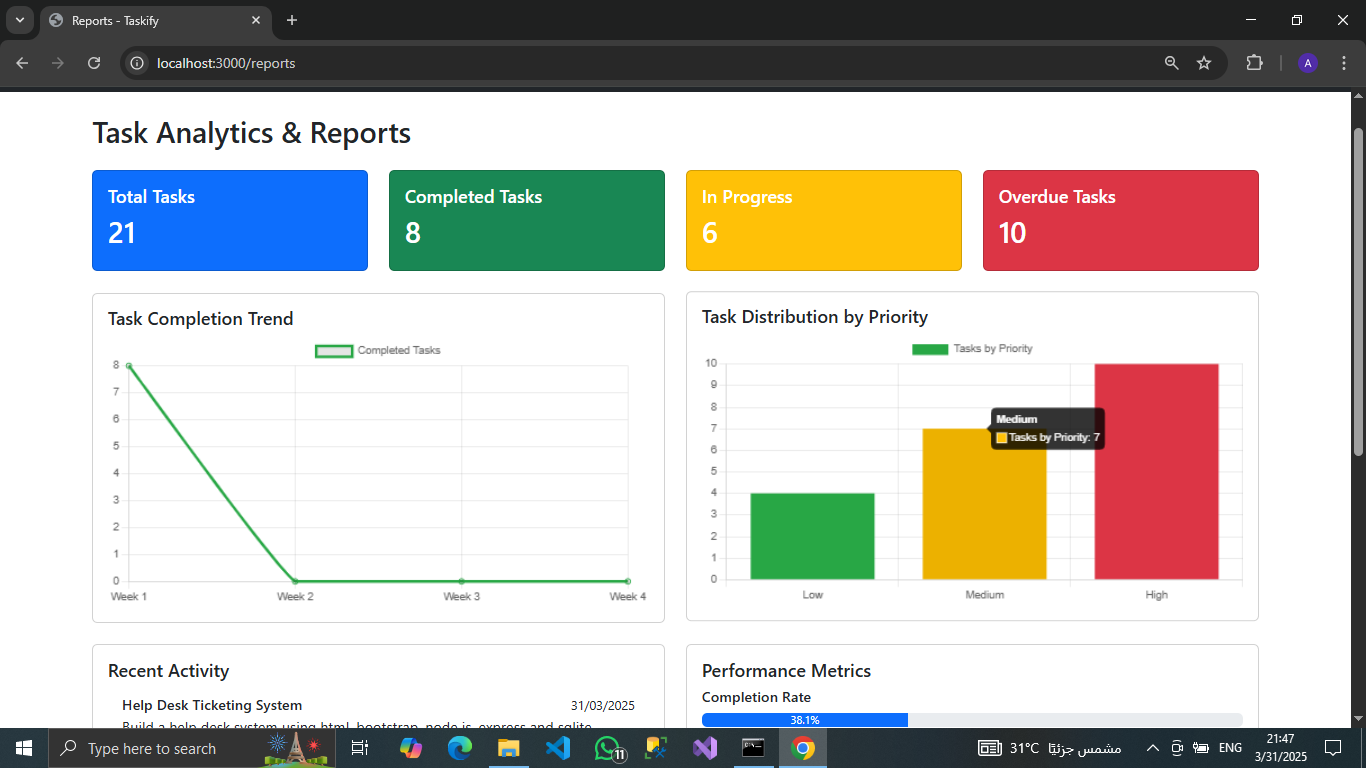 Reports - Taskify
localhost:3000/reports
A
Task Analytics & Reports
Total Tasks
21
Completed Tasks
8
In Progress
6
Overdue Tasks
10
Task Completion Trend
Completed Tasks
8
7
6
5
4
3
2
1
0
Week 1 Week 2 Week 3 Week 4
Task Distribution by Priority
Tasks by Priority
10
9
8
7
6
5
4
3
2
1
0
Medium
Tasks by Priority: 7
Low Medium High
Recent Activity
Help Desk Ticketing System 31/03/2025
Build a help desk system using html, bootstrap, node js, express and sqlite
Performance Metrics
Completion Rate
38.1%
Type here to search
11
31°C مشمس جزئيًا
ENG
21:47
3/31/2025